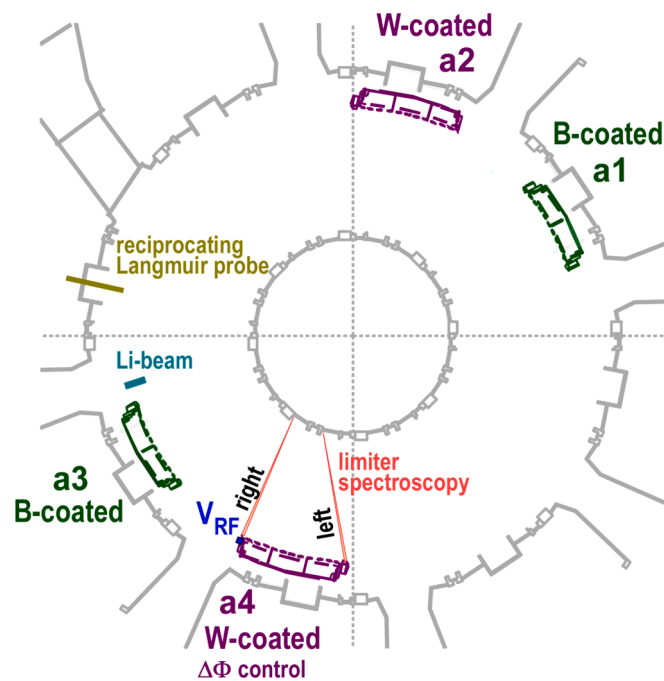 W-coated
a2
B-coated
a1
reciprocating
Langmuir probe
Li-beam
a3
B-coated
right
left
limiter
spectroscopy
V_RF
a4
W-coated
ΔΦ control